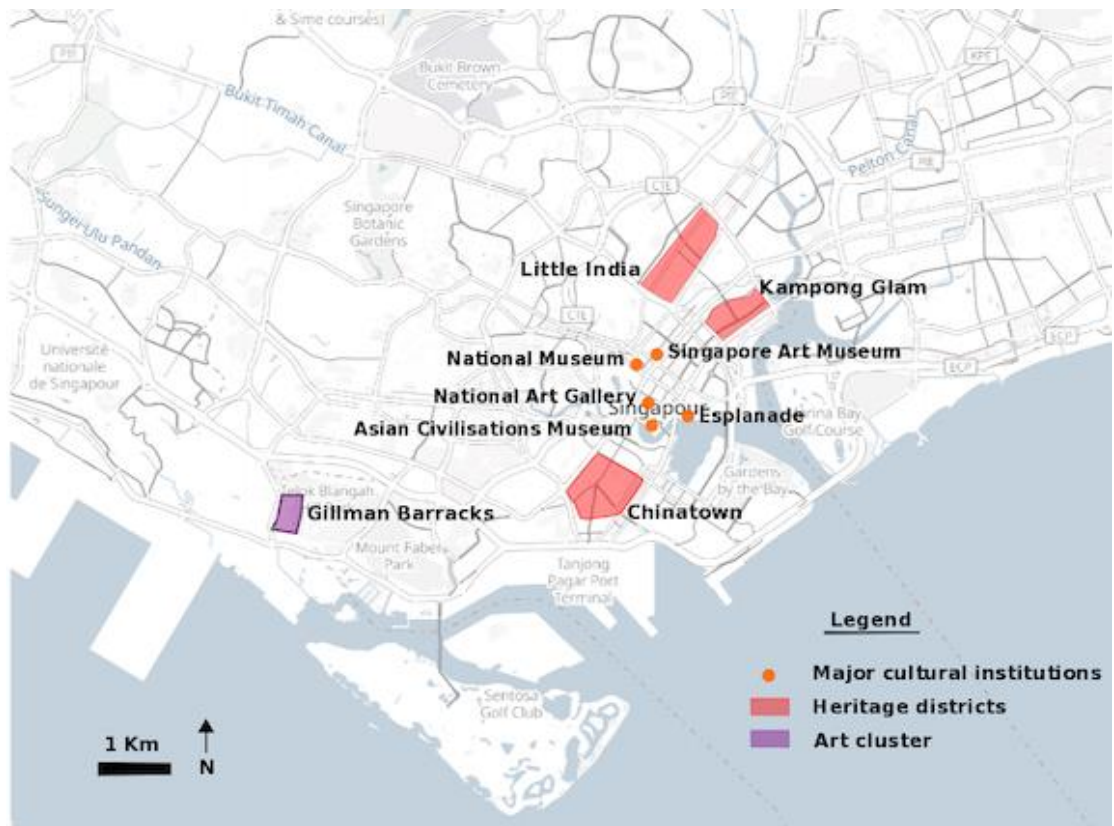 & Sime courses)
PIE
Bukit Brown
Cemetery
Bukit Timah Canal
PIE
KPE
Pelton Canal
PIE
CTE
Sungei Ulu Pandan
Singapore
Botanic
Gardens
Little India
Kampong Glam
CTE
Université
nationale
de Singapour
National Museum
Singapore Art Museum
ECP
ECP
National Art Gallery
Singapour
Esplanade
Asian Civilisations Museum
Golf Course
Gardens
by the Bay
Telok Blangah
Gillman Barracks
Chinatown
Mount Faber
Park
Tanjong
Pagar Port
Terminal
Legend
Major cultural institutions
Heritage districts
Art cluster
Sentosa
Golf Club
1 Km
N